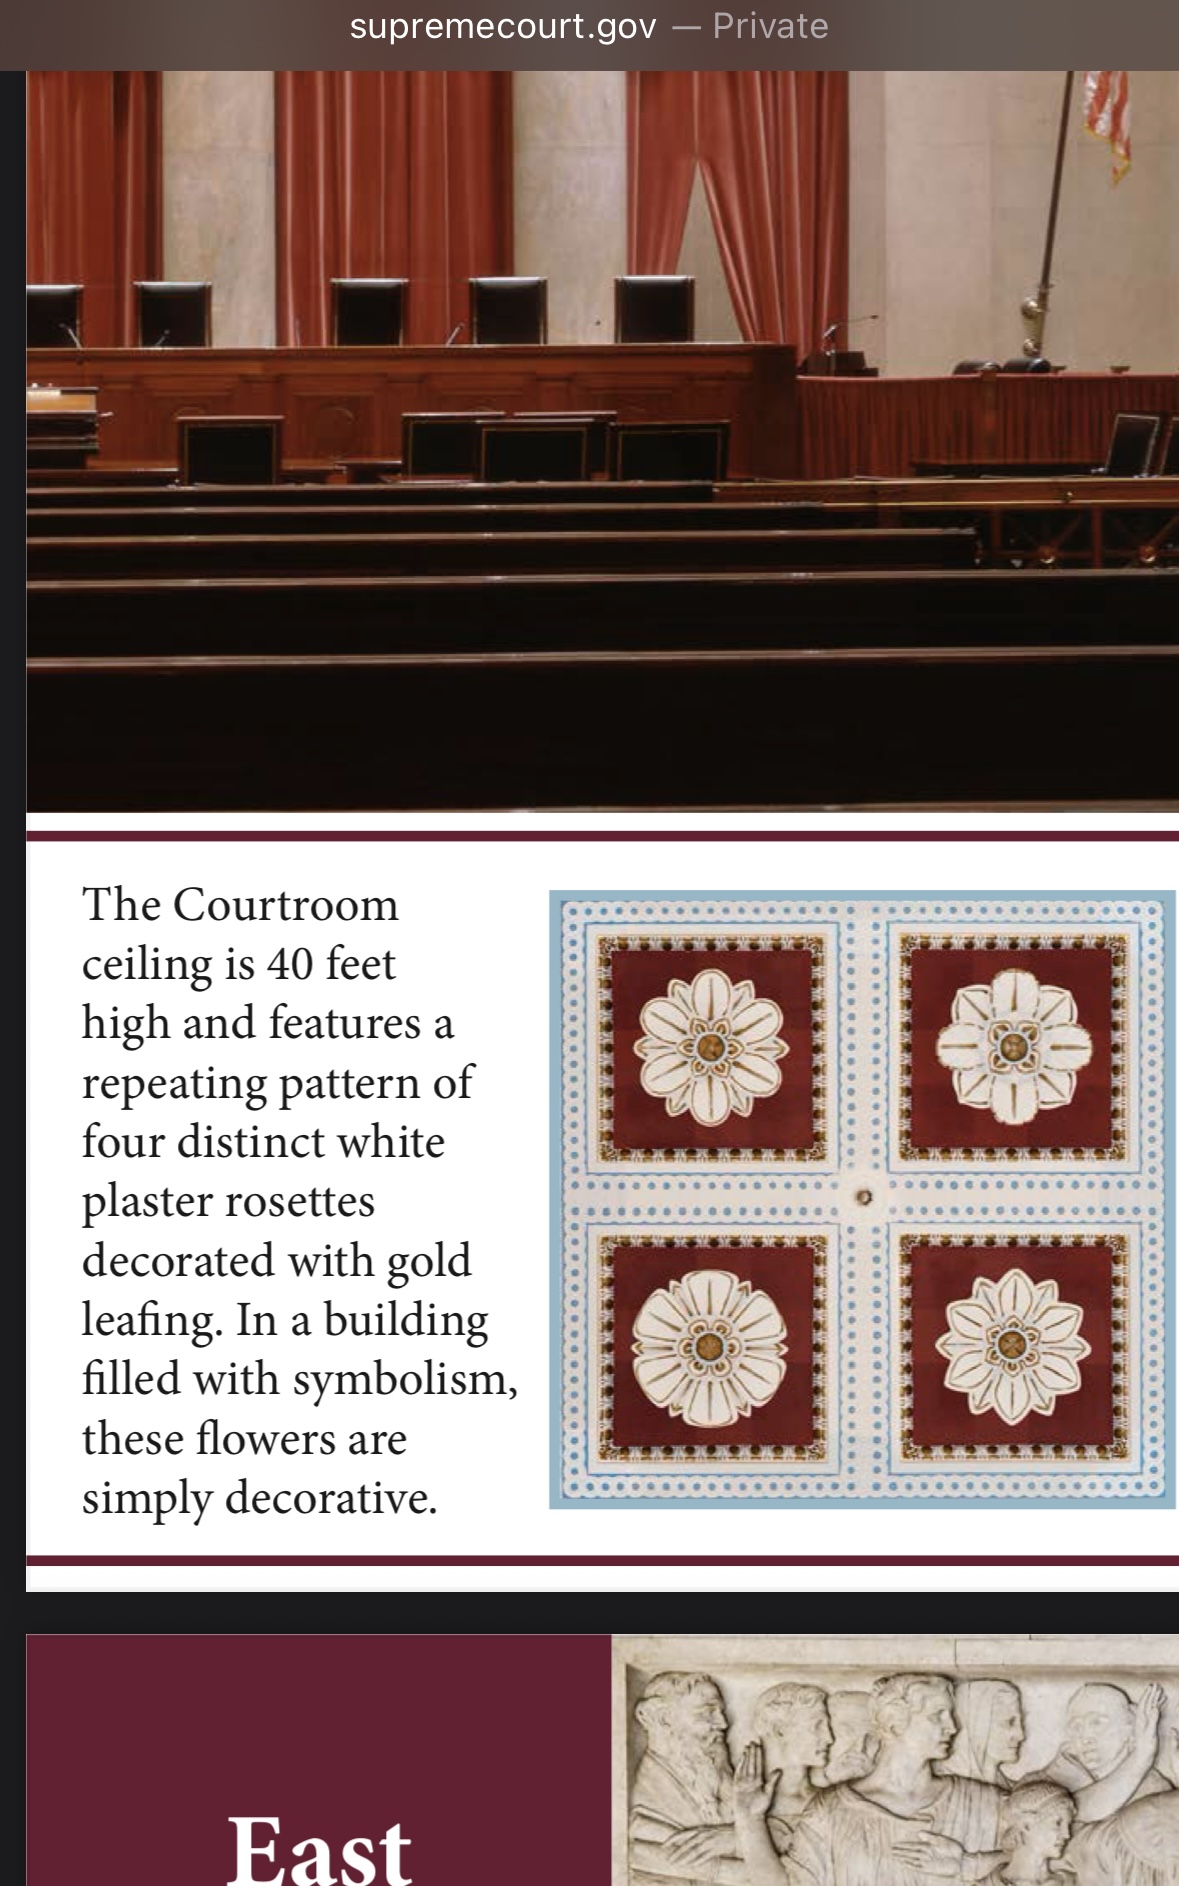 supremecourt.gov — Private
The Courtroom
ceiling is 40 feet
high and features a
repeating pattern of
four distinct white
plaster rosettes
decorated with gold
leafing. In a building
filled with symbolism,
these flowers are
simply decorative.
East